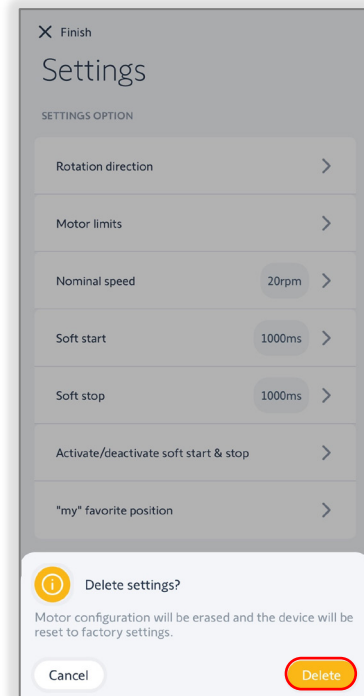 Finish
Settings
SETTINGS OPTION
Rotation direction
Motor limits
Nominal speed 20rpm
Soft start 1000ms
Soft stop 1000ms
Activate/deactivate soft start & stop
"my" favorite position
Delete settings?
Motor configuration will be erased and the device will be
reset to factory settings.
Cancel Delete